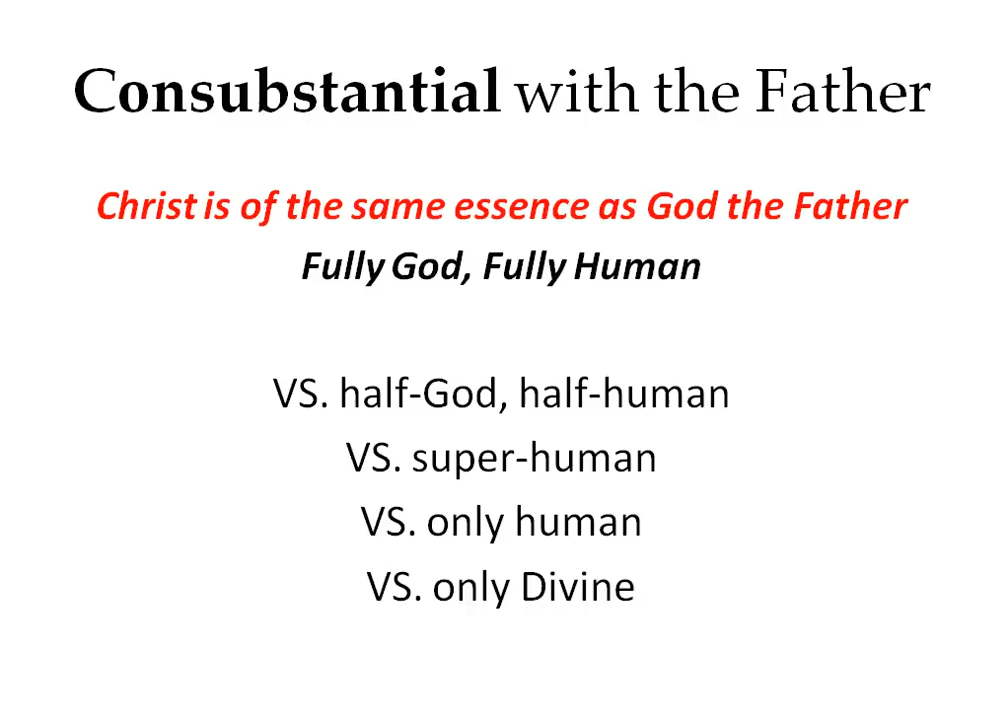 Consubstantial with the Father
Christ is of the same essence as God the Father
Fully God, Fully Human
VS. half-God, half-human
VS. super-human
VS. only human
VS. only Divine